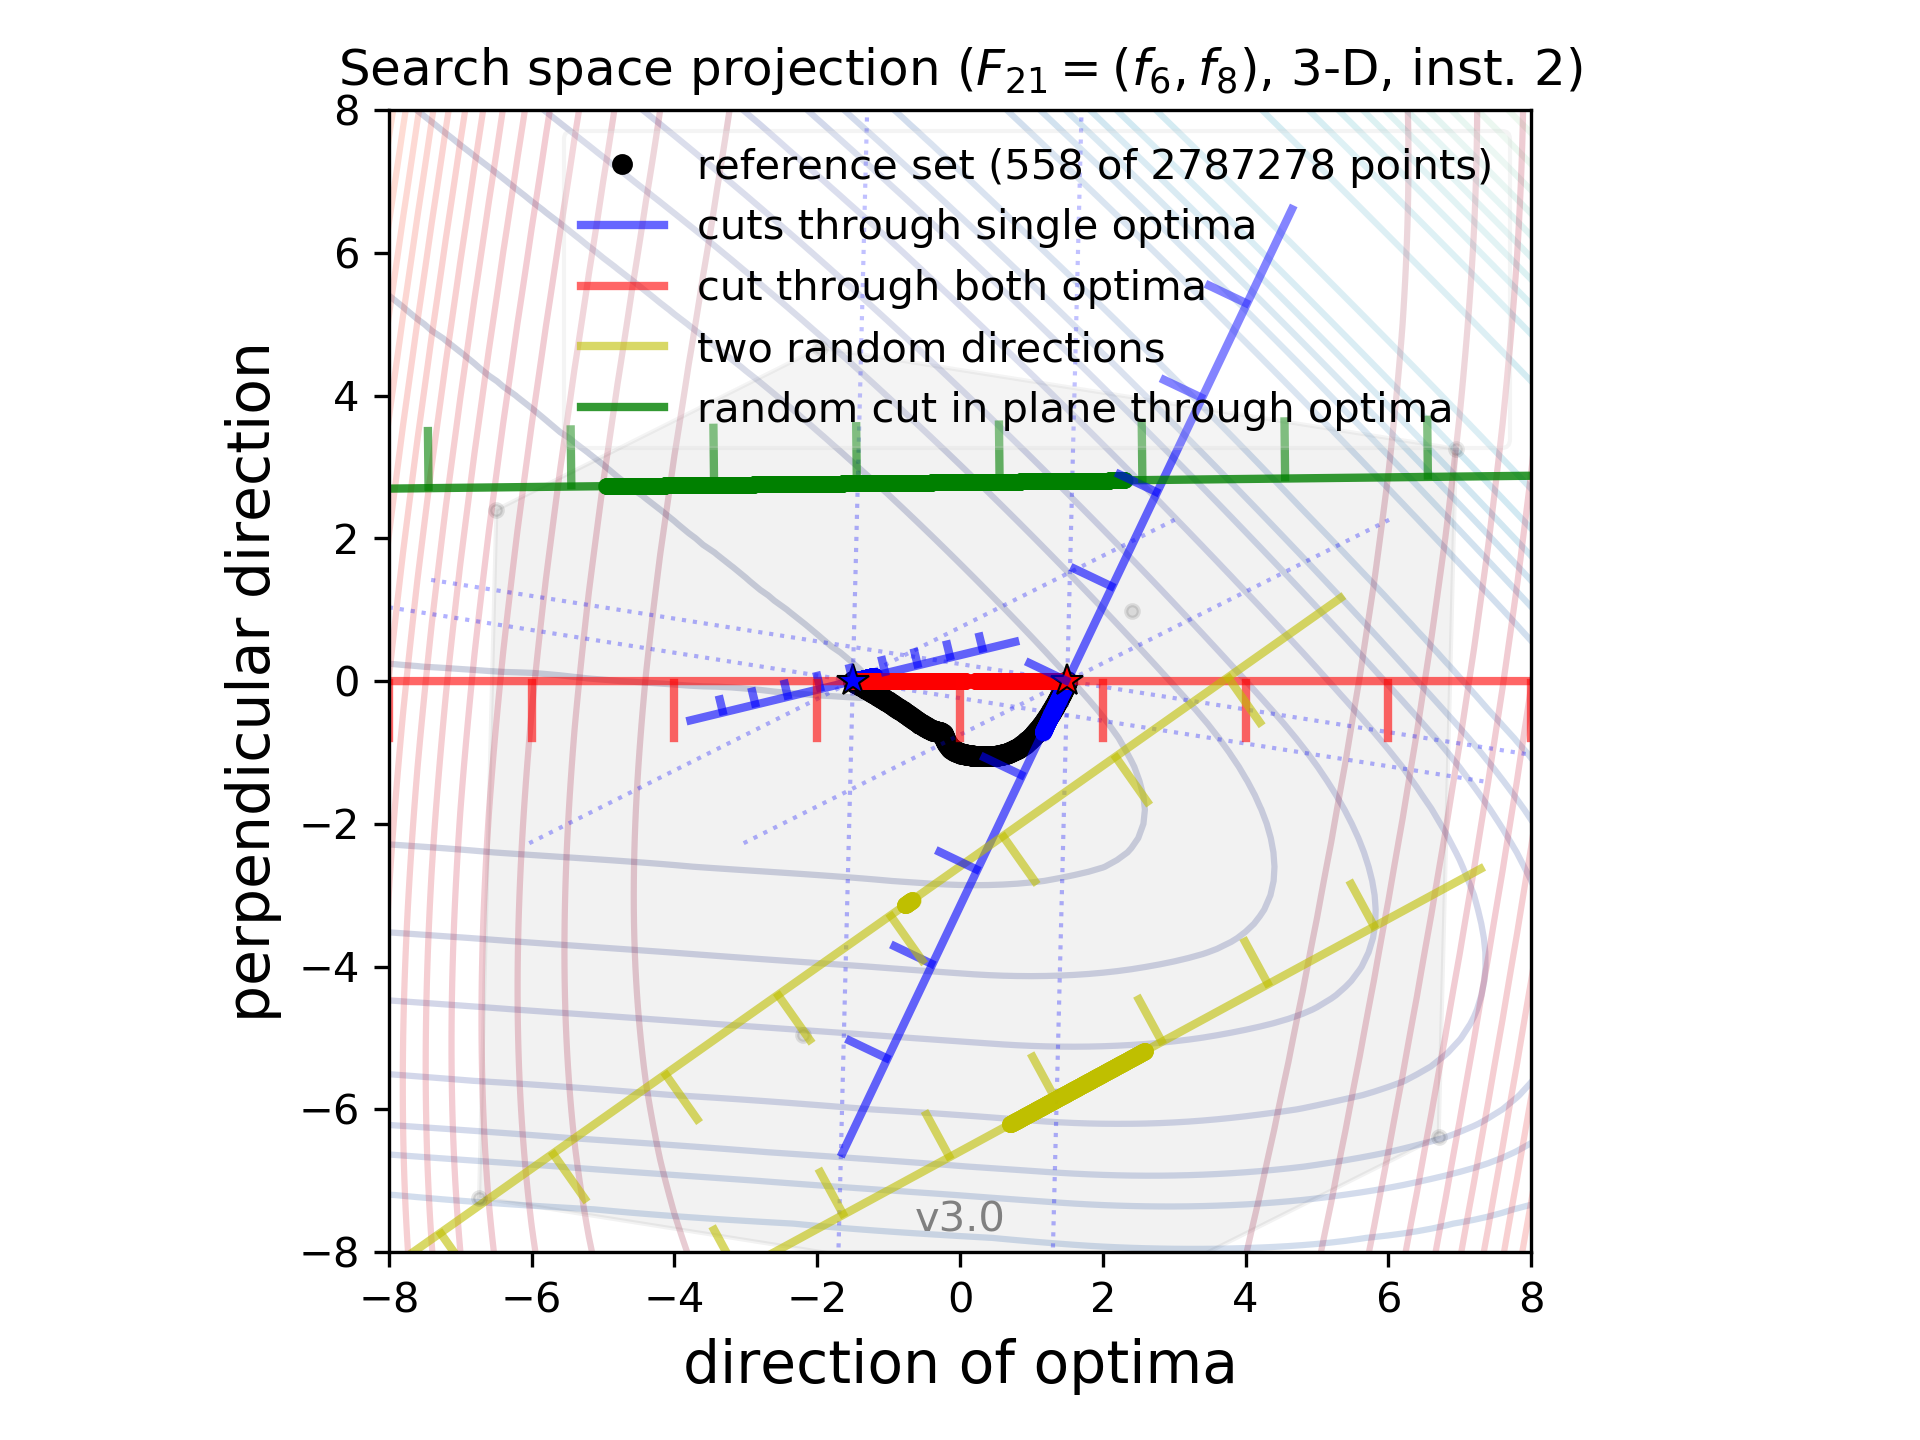 Search space projection (F₂₁ = (f₆, f₈), 3-D, inst. 2)
reference set (558 of 2787278 points)
cuts through single optima
cut through both optima
two random directions
random cut in plane through optima
perpendicular direction
8
6
4
2
0
−2
−4
−6
−8
v3.0
−8 −6 −4 −2 0 2 4 6 8
direction of optima